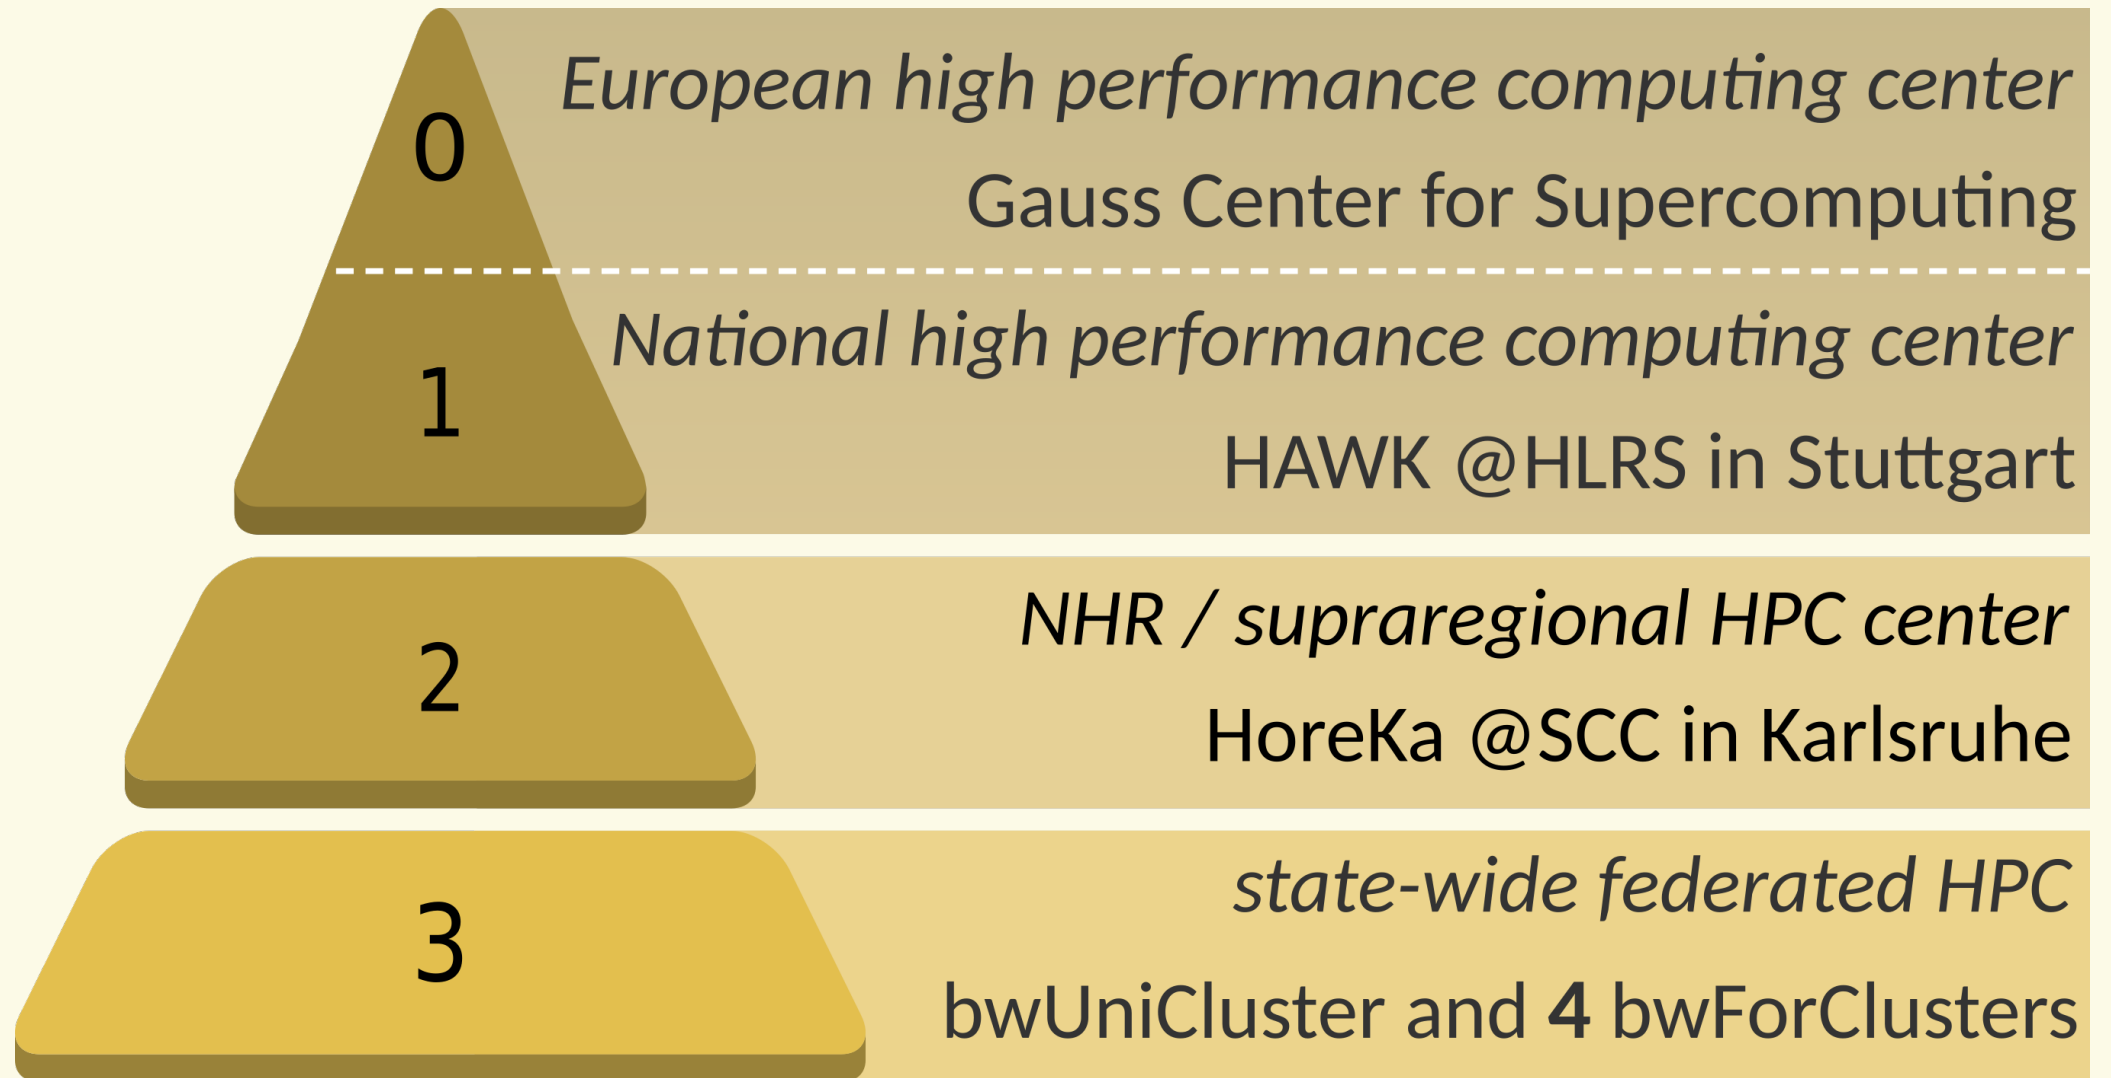 0
European high performance computing center
Gauss Center for Supercomputing
1
National high performance computing center
HAWK @HLRS in Stuttgart
2
NHR / supraregional HPC center
HoreKa @SCC in Karlsruhe
3
state-wide federated HPC
bwUniCluster and 4 bwForClusters